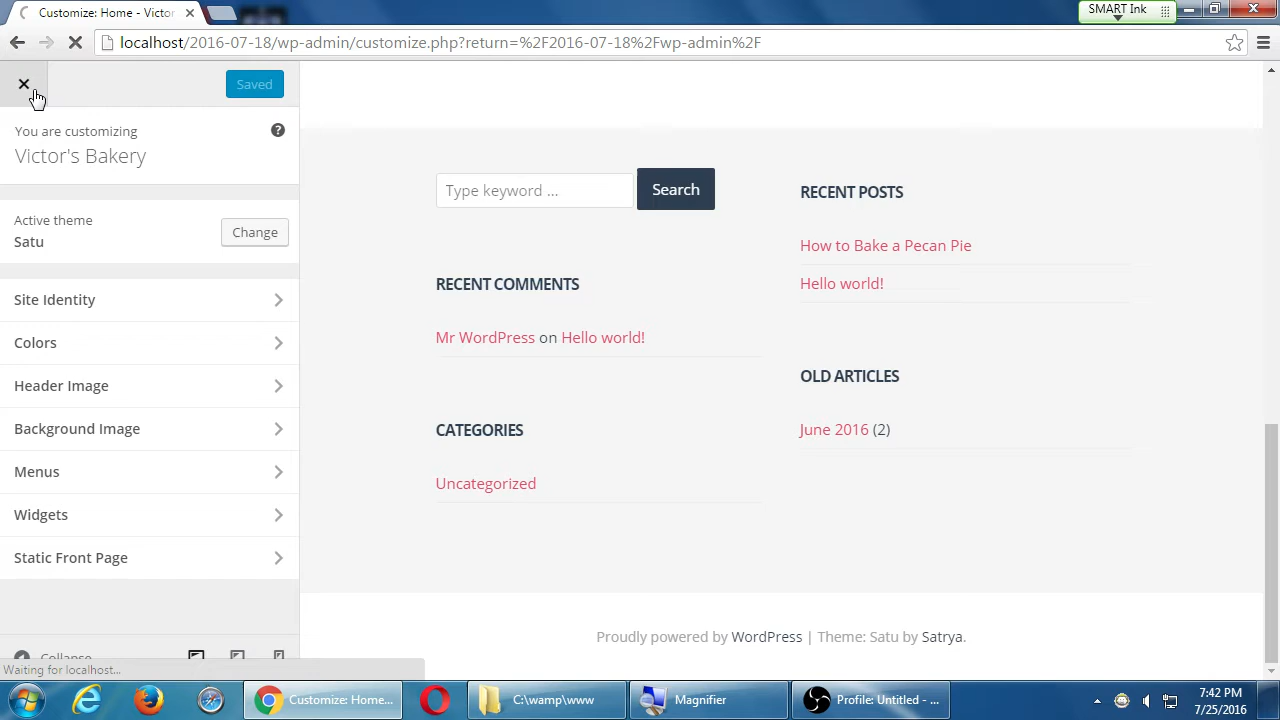 Customize: Home - Victor
SMART Ink
localhost/2016-07-18/wp-admin/customize.php?return=%2F2016-07-18%2Fwp-admin%2F
Saved
You are customizing
Victor's Bakery
Active theme
Satu
Change
Site Identity
Colors
Header Image
Background Image
Menus
Widgets
Static Front Page
Collapse
Waiting for localhost...
Type keyword ...
Search
RECENT COMMENTS
Mr WordPress on Hello world!
CATEGORIES
Uncategorized
RECENT POSTS
How to Bake a Pecan Pie
Hello world!
OLD ARTICLES
June 2016 (2)
Proudly powered by WordPress | Theme: Satu by Satrya.
Customize: Home...
C:\wamp\www
Magnifier
Profile: Untitled - ...
7:42 PM
7/25/2016